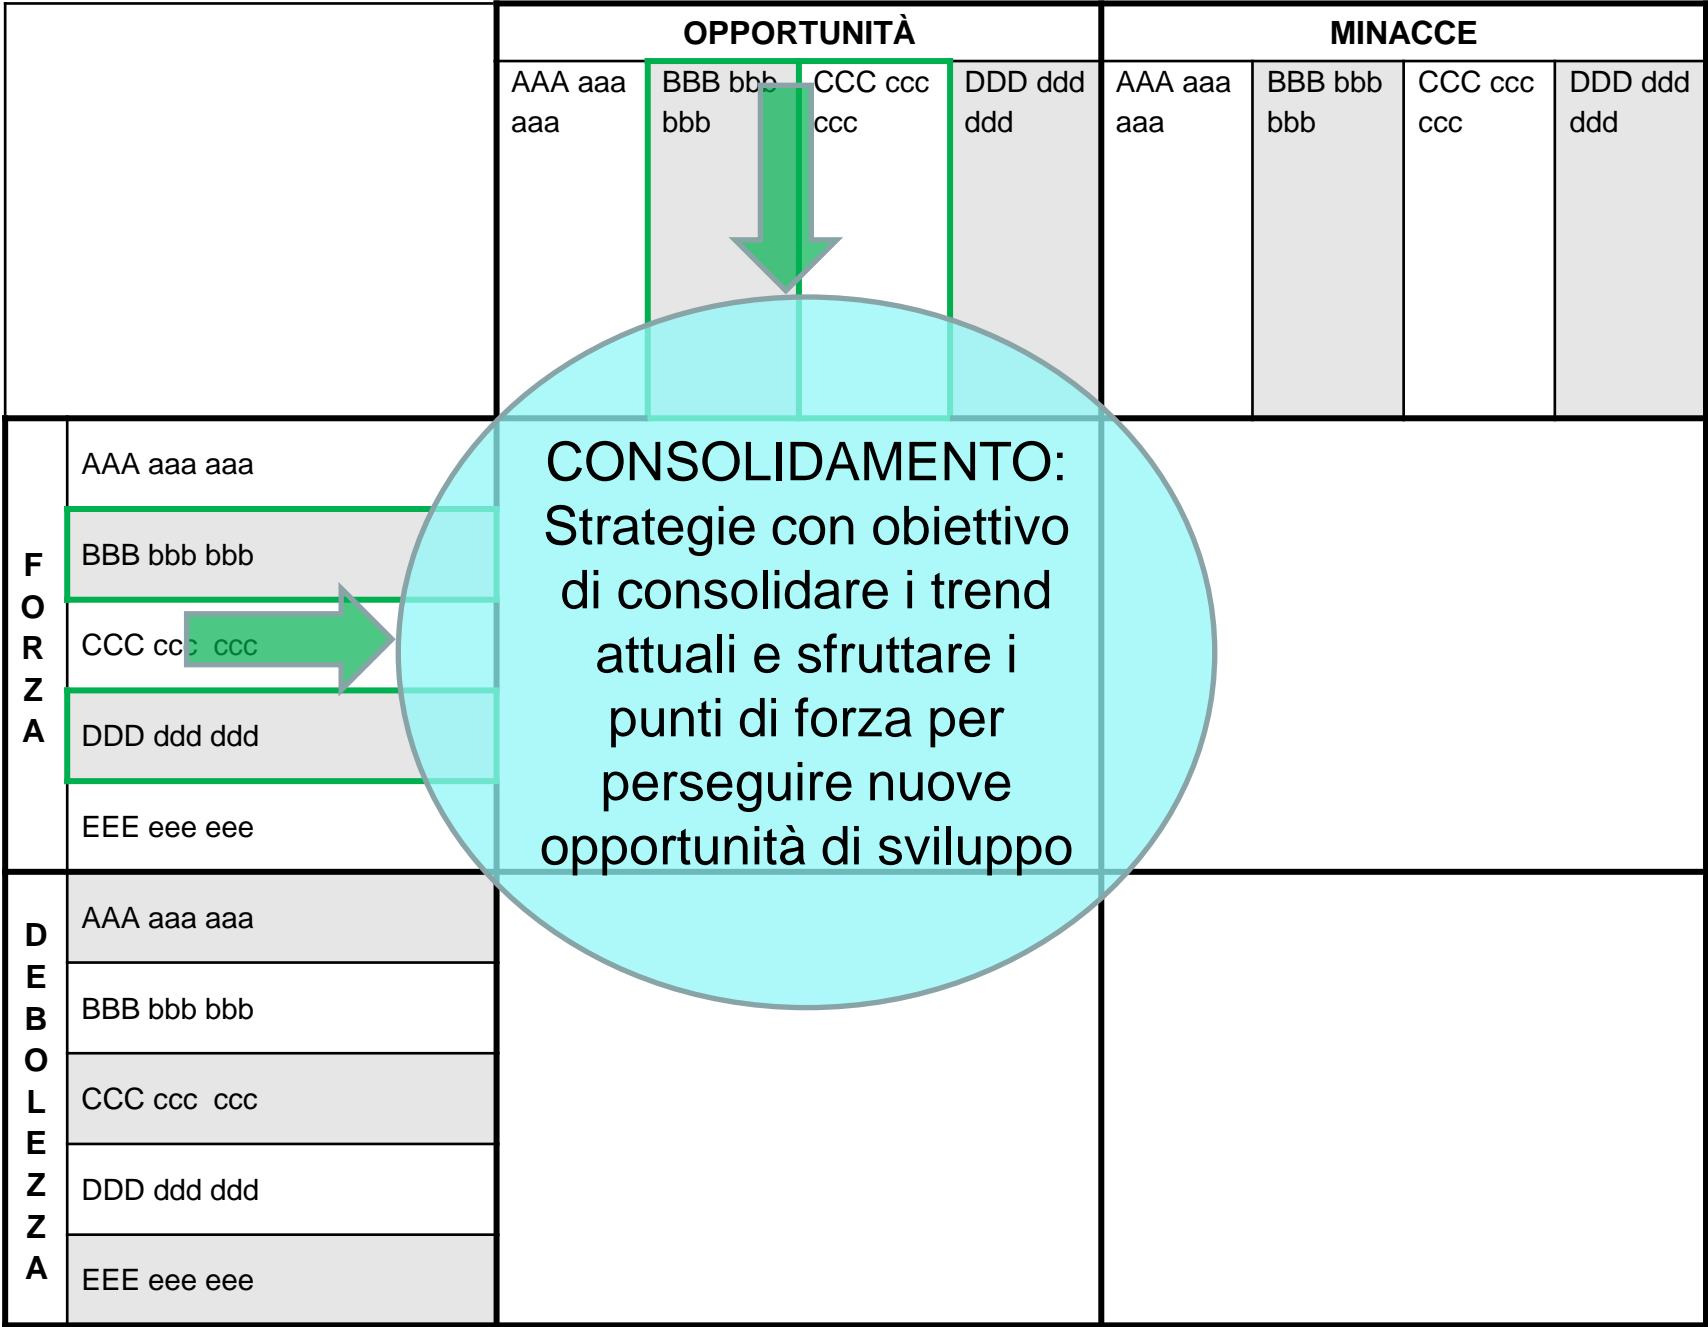 OPPORTUNITÀ
MINACCE
AAA aaa
aaa
BBB bbb
bbb
CCC ccc
ccc
DDD ddd
ddd
AAA aaa
aaa
BBB bbb
bbb
CCC ccc
ccc
DDD ddd
ddd
FORZA
AAA aaa aaa
BBB bbb bbb
CCC ccc  ccc
DDD ddd ddd
EEE eee eee
CONSOLIDAMENTO:
Strategie con obiettivo
di consolidare i trend
attuali e sfruttare i
punti di forza per
perseguire nuove
opportunità di sviluppo
DEBOLEZZA
AAA aaa aaa
BBB bbb bbb
CCC ccc  ccc
DDD ddd ddd
EEE eee eee